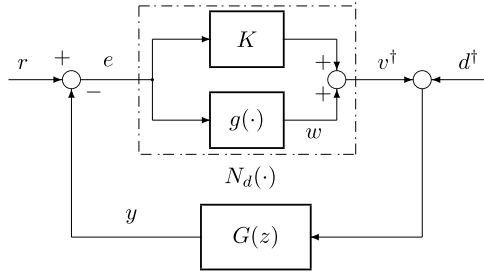 K
+
r
e
−
+
+
v†
d†
g(·)
w
N_d(·)
y
G(z)